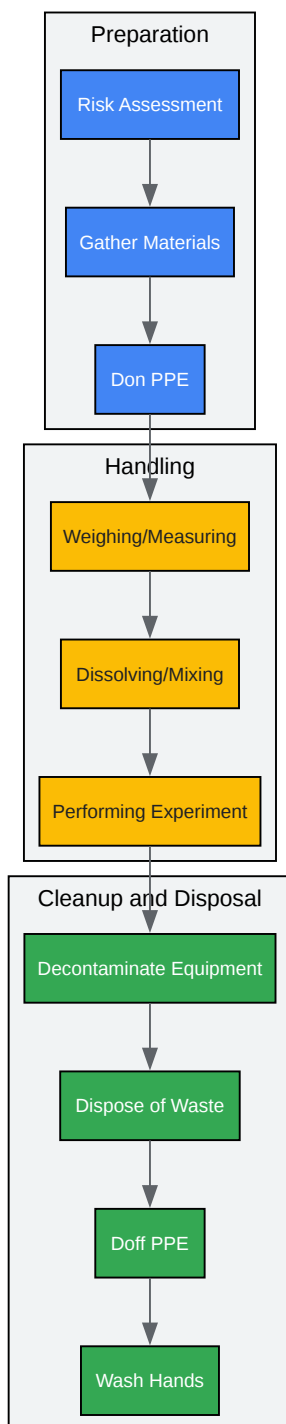 Preparation
Risk Assessment
Gather Materials
Don PPE
Handling
Weighing/Measuring
Dissolving/Mixing
Performing Experiment
Cleanup and Disposal
Decontaminate Equipment
Dispose of Waste
Doff PPE
Wash Hands